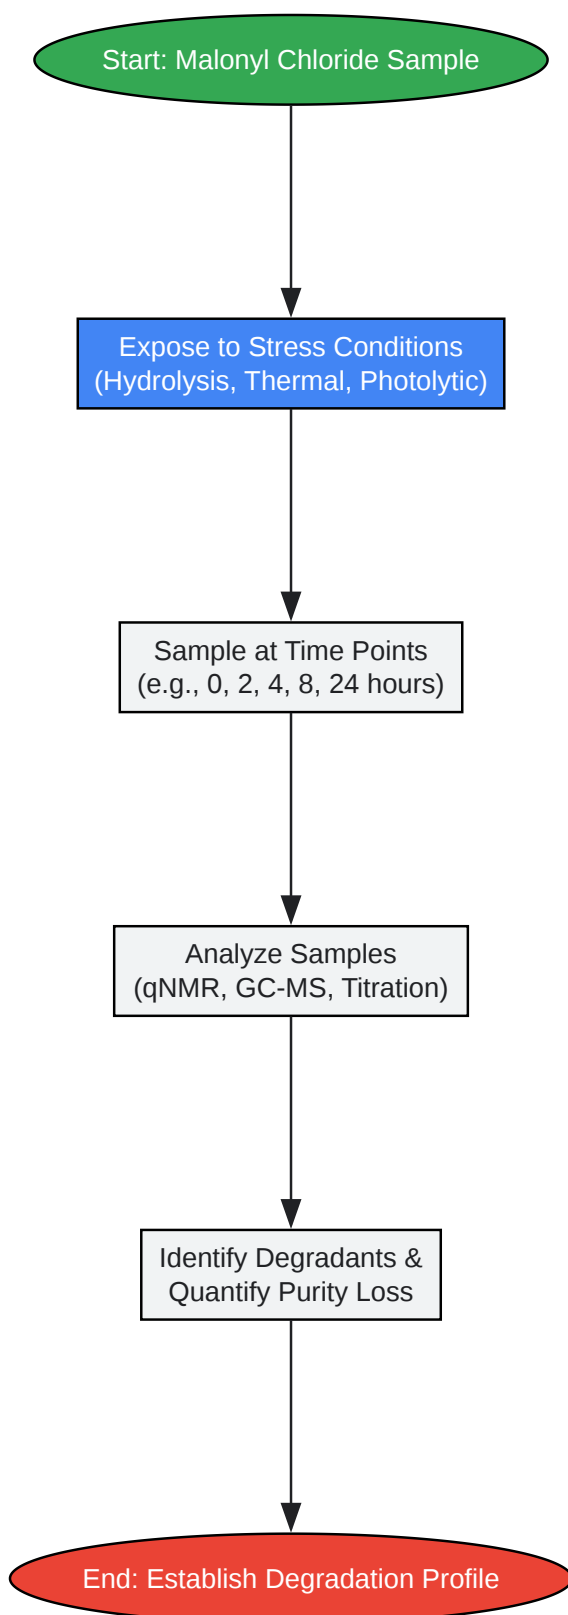 Start: Malonyl Chloride Sample
Expose to Stress Conditions
(Hydrolysis, Thermal, Photolytic)
Sample at Time Points
(e.g., 0, 2, 4, 8, 24 hours)
Analyze Samples
(qNMR, GC-MS, Titration)
Identify Degradants &
Quantify Purity Loss
End: Establish Degradation Profile